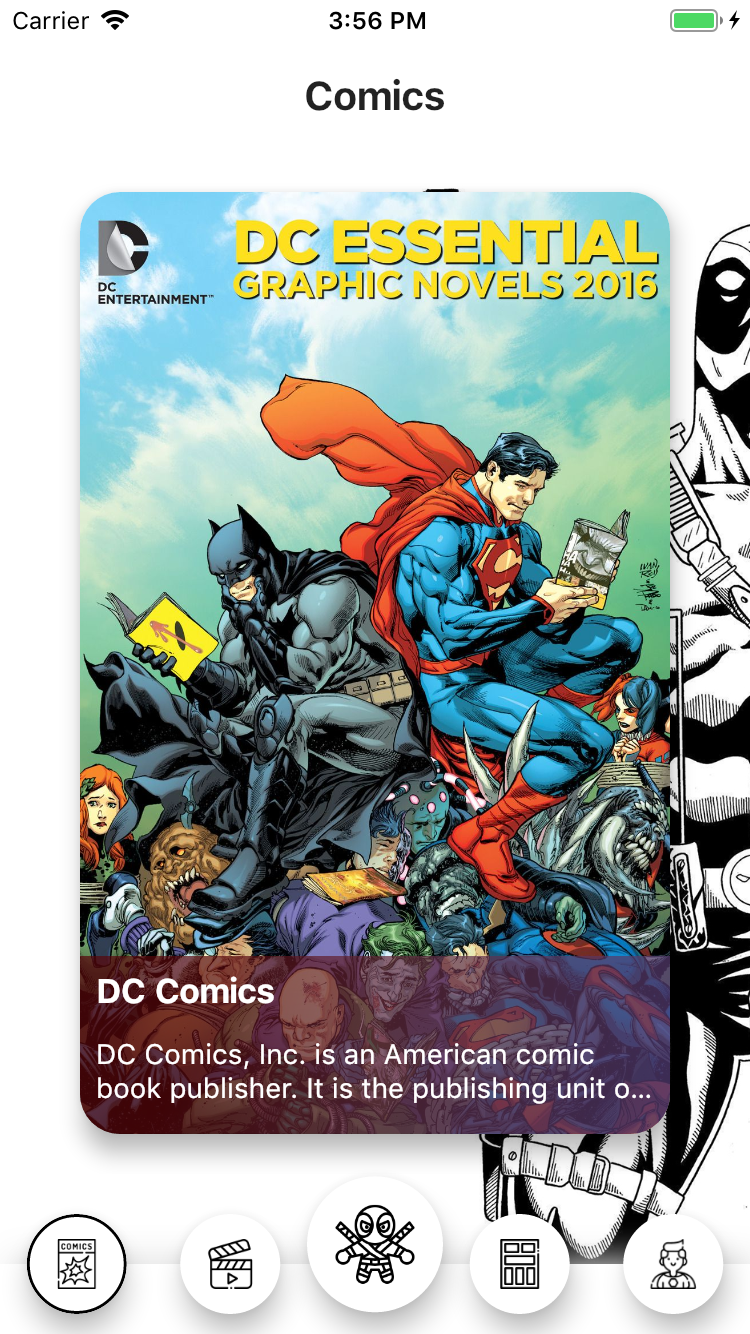 Carrier
3:56 PM
Comics
DC ESSENTIAL
GRAPHIC NOVELS 2016
DC
ENTERTAINMENT™
DC Comics
DC Comics, Inc. is an American comic
book publisher. It is the publishing unit o...
COMICS